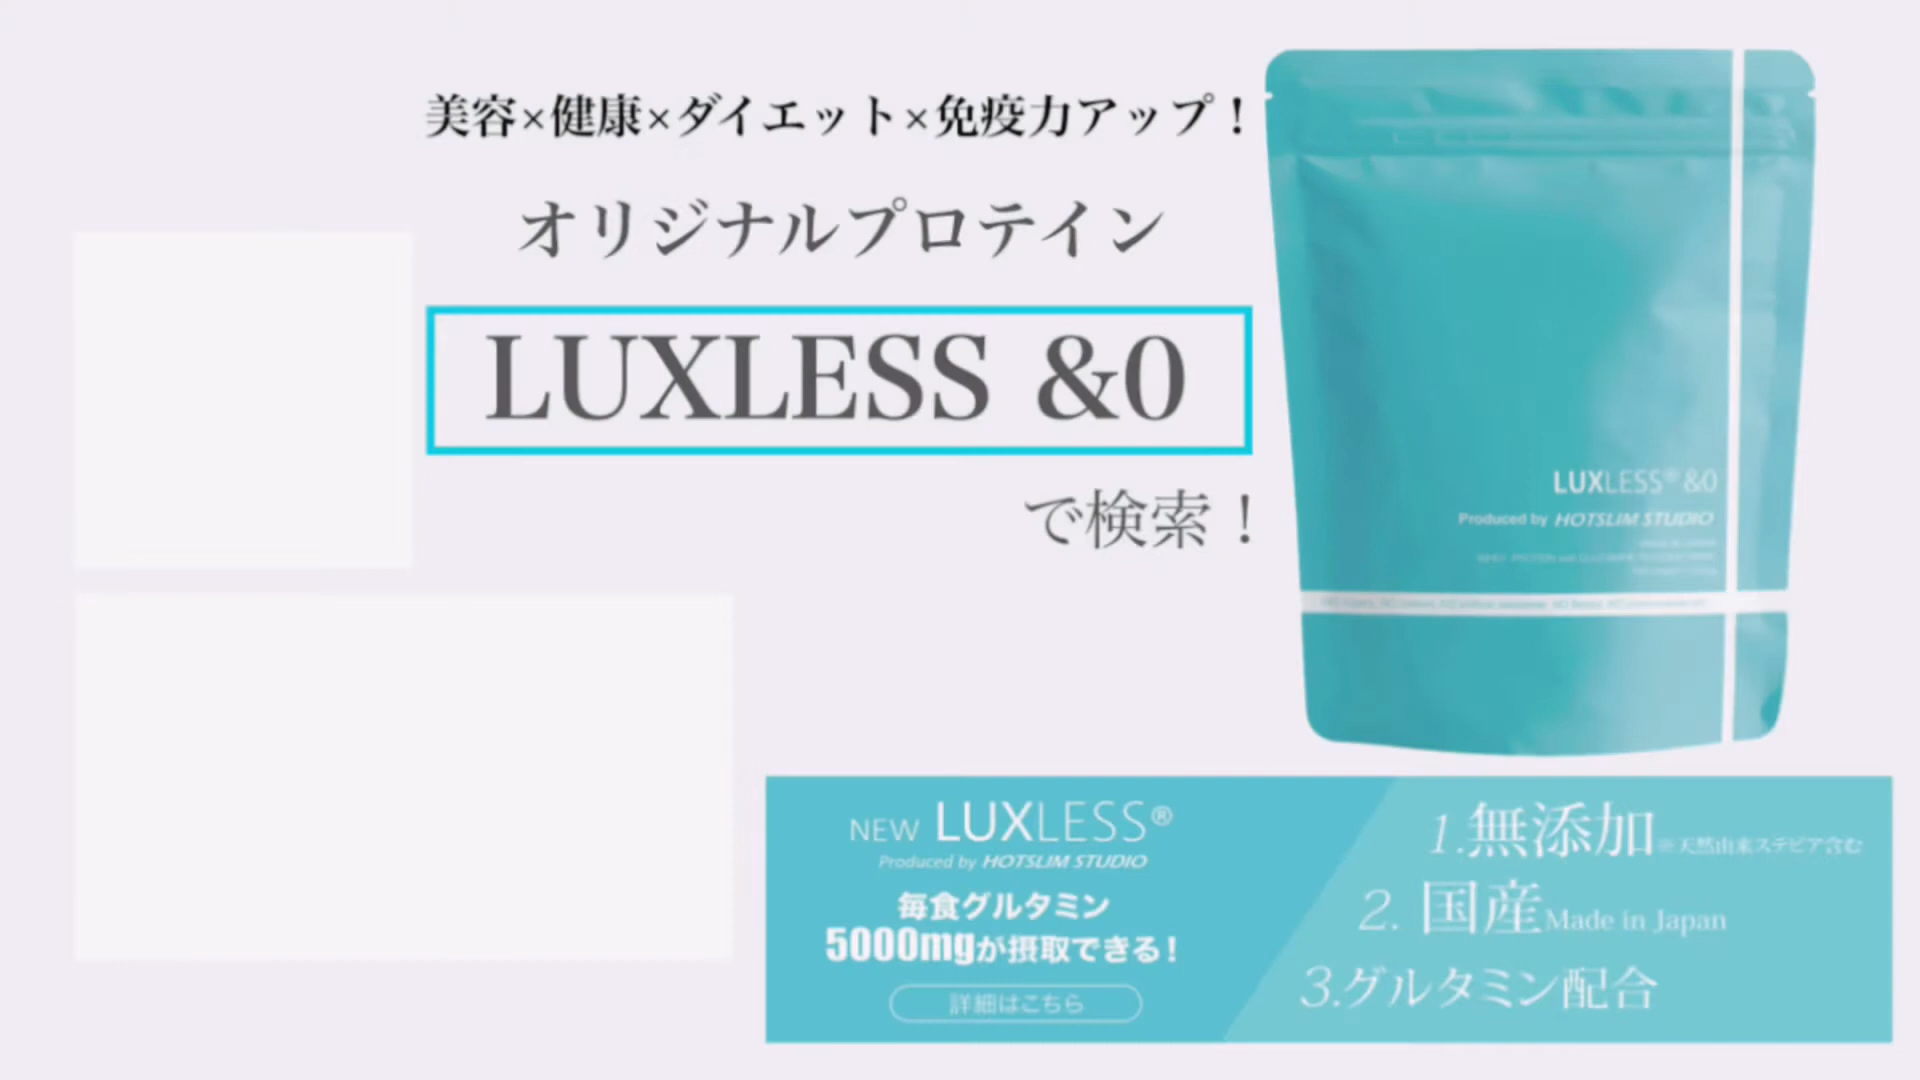 美容×健康×ダイエット×免疫力アップ！
オリジナルプロテイン
LUXLESS &0
で検索！
LUXLESS® &0
Produced by HOTSLIM STUDIO
NEW LUXLESS®
Produced by HOTSLIM STUDIO
毎食グルタミン
5000mgが摂取できる！
詳細はこちら
1.無添加※天然由来ステビア含む
2. 国産Made in Japan
3.グルタミン配合